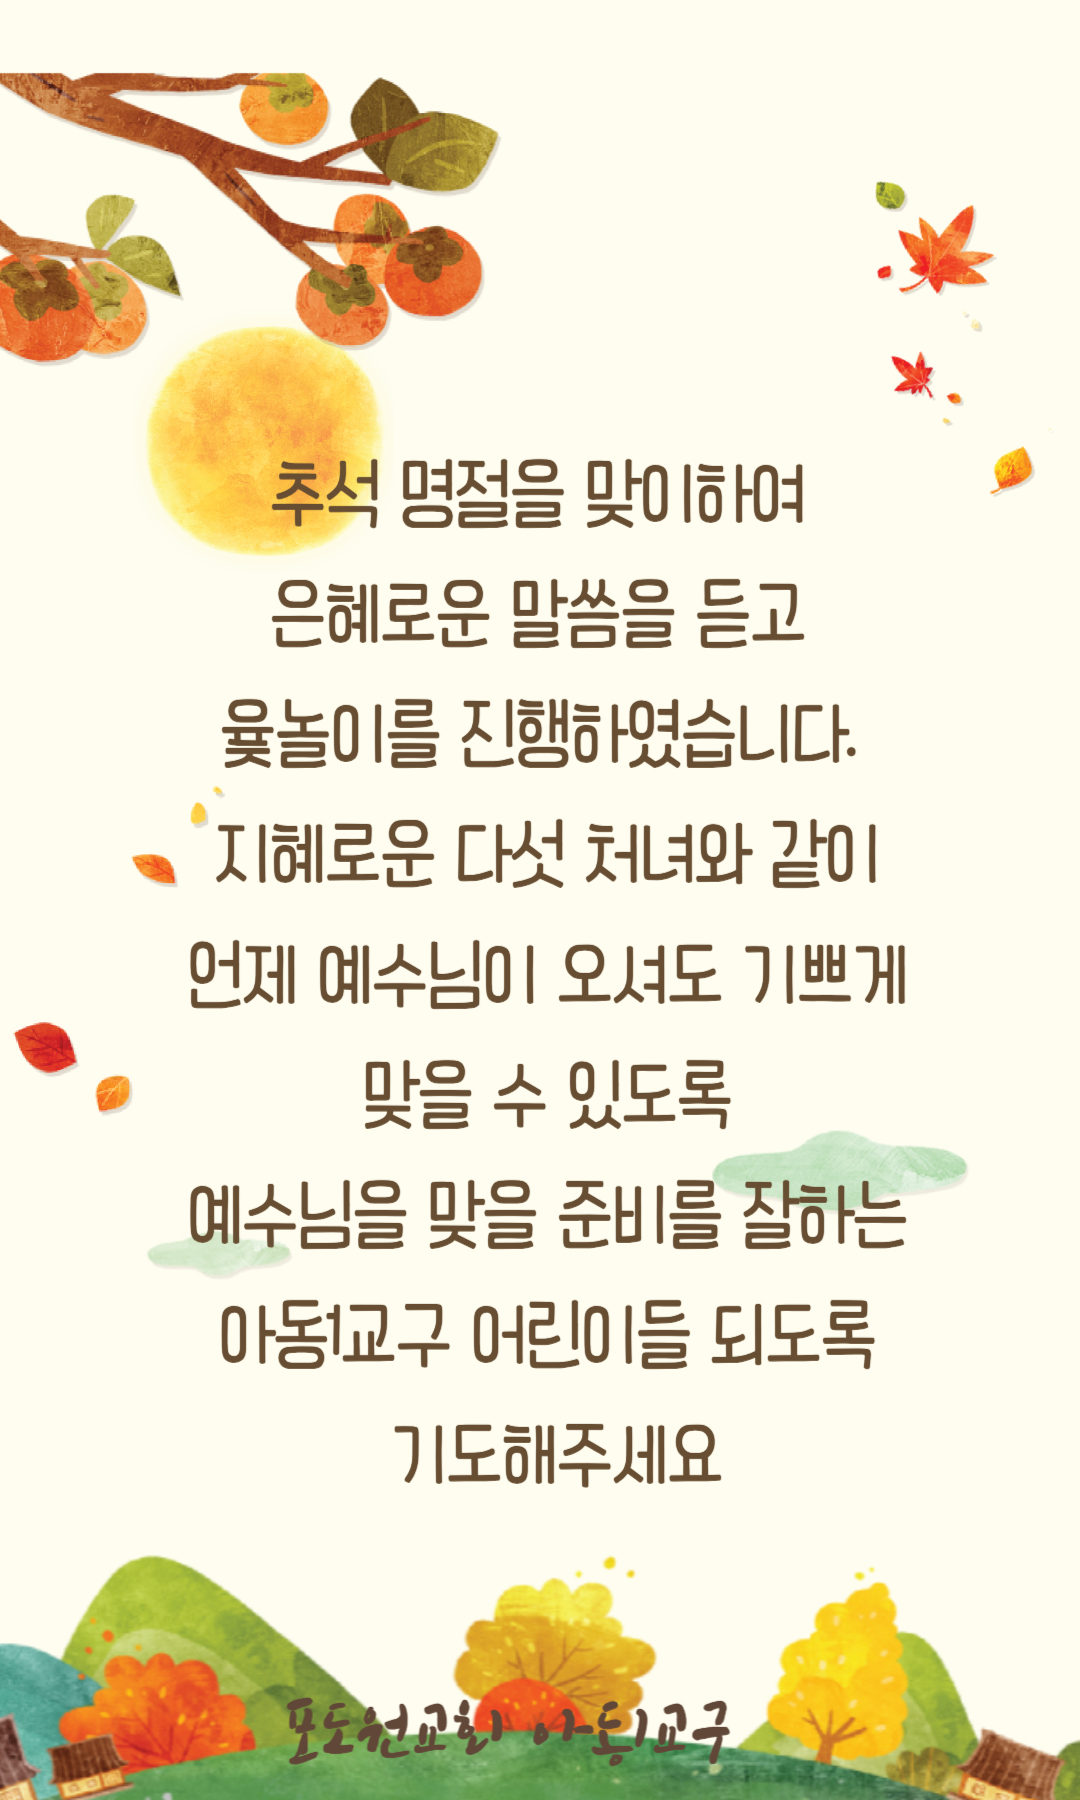 추석 명절을 맞이하여
은혜로운 말씀을 듣고
윷놀이를 진행하였습니다.
지혜로운 다섯 처녀와 같이
언제 예수님이 오셔도 기쁘게
맞을 수 있도록
예수님을 맞을 준비를 잘하는
아동1교구 어린이들 되도록
기도해주세요
포도원교회 아동1교구